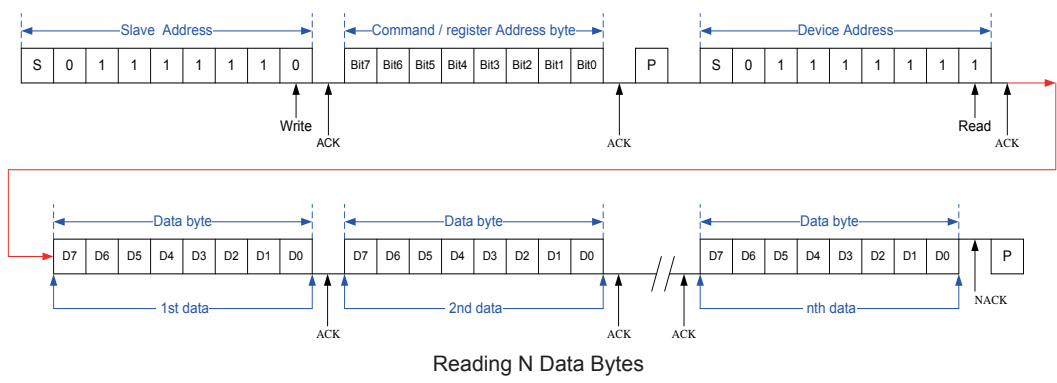 Slave Address Command / register Address byte Device Address
S 0 1 1 1 1 1 1 0 Bit7 Bit6 Bit5 Bit4 Bit3 Bit2 Bit1 Bit0 P S 0 1 1 1 1 1 1 1
Write ACK ACK Read ACK
Data byte Data byte Data byte
D7 D6 D5 D4 D3 D2 D1 D0 D7 D6 D5 D4 D3 D2 D1 D0 D7 D6 D5 D4 D3 D2 D1 D0 P
1st data ACK 2nd data ACK ACK nth data NACK
Reading N Data Bytes